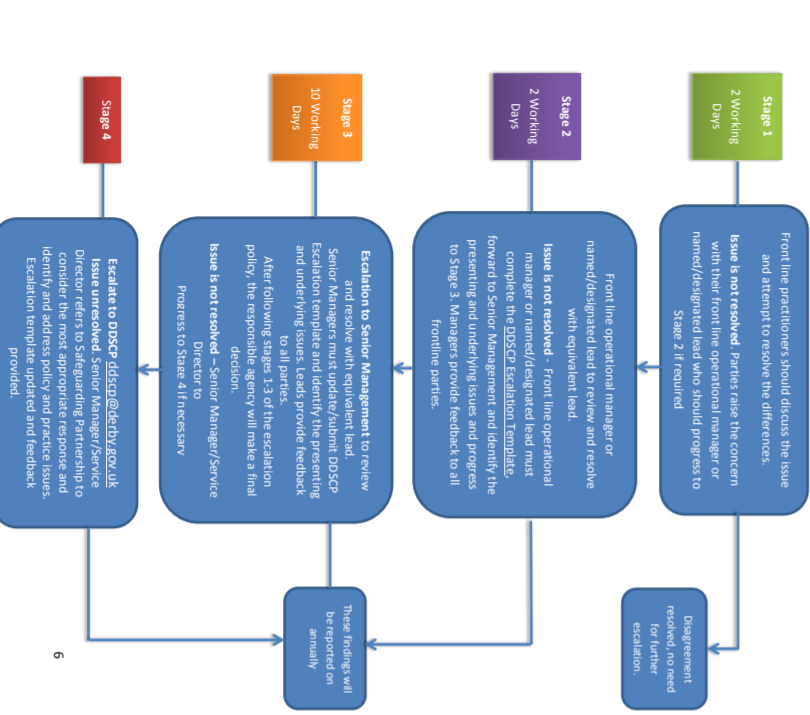 Stage 1
2 Working
Days
Front line practitioners should discuss the issue
and attempt to resolve the differences.
Issue is not resolved. Parties raise the concern
with their front line operational manager or
named/designated lead who should progress to
Stage 2 if required
Disagreement
resolved, no need
for further
escalation.
Stage 2
2 Working
Days
Front line operational manager or
named/designated lead to review and resolve
with equivalent lead.
Issue is not resolved - Front line operational
manager or named/designated lead must
complete the DDSCP Escalation Template,
forward to Senior Management and identify the
presenting and underlying issues and progress
to Stage 3. Managers provide feedback to all
frontline parties.
Stage 3
10 Working
Days
Escalation to Senior Management to review
and resolve with equivalent lead.
Senior Managers must update/submit DDSCP
Escalation template and identify the presenting
and underlying issues. Leads provide feedback
to all parties.
After following stages 1-3 of the escalation
policy, the responsible agency will make a final
decision.
Issue is not resolved – Senior Manager/Service
Director to
Progress to Stage 4 if necessary
These findings will
be reported on
annually
Stage 4
Escalate to DDSCP ddscp@derby.gov.uk
Issue unresolved. Senior Manager/Service
Director refers to Safeguarding Partnership to
consider the most appropriate response and
identify and address policy and practice issues.
Escalation template updated and feedback
provided.
6